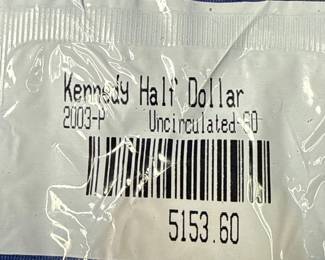 Kennedy Half Dollar
2003-P Uncirculated-60
5153.60